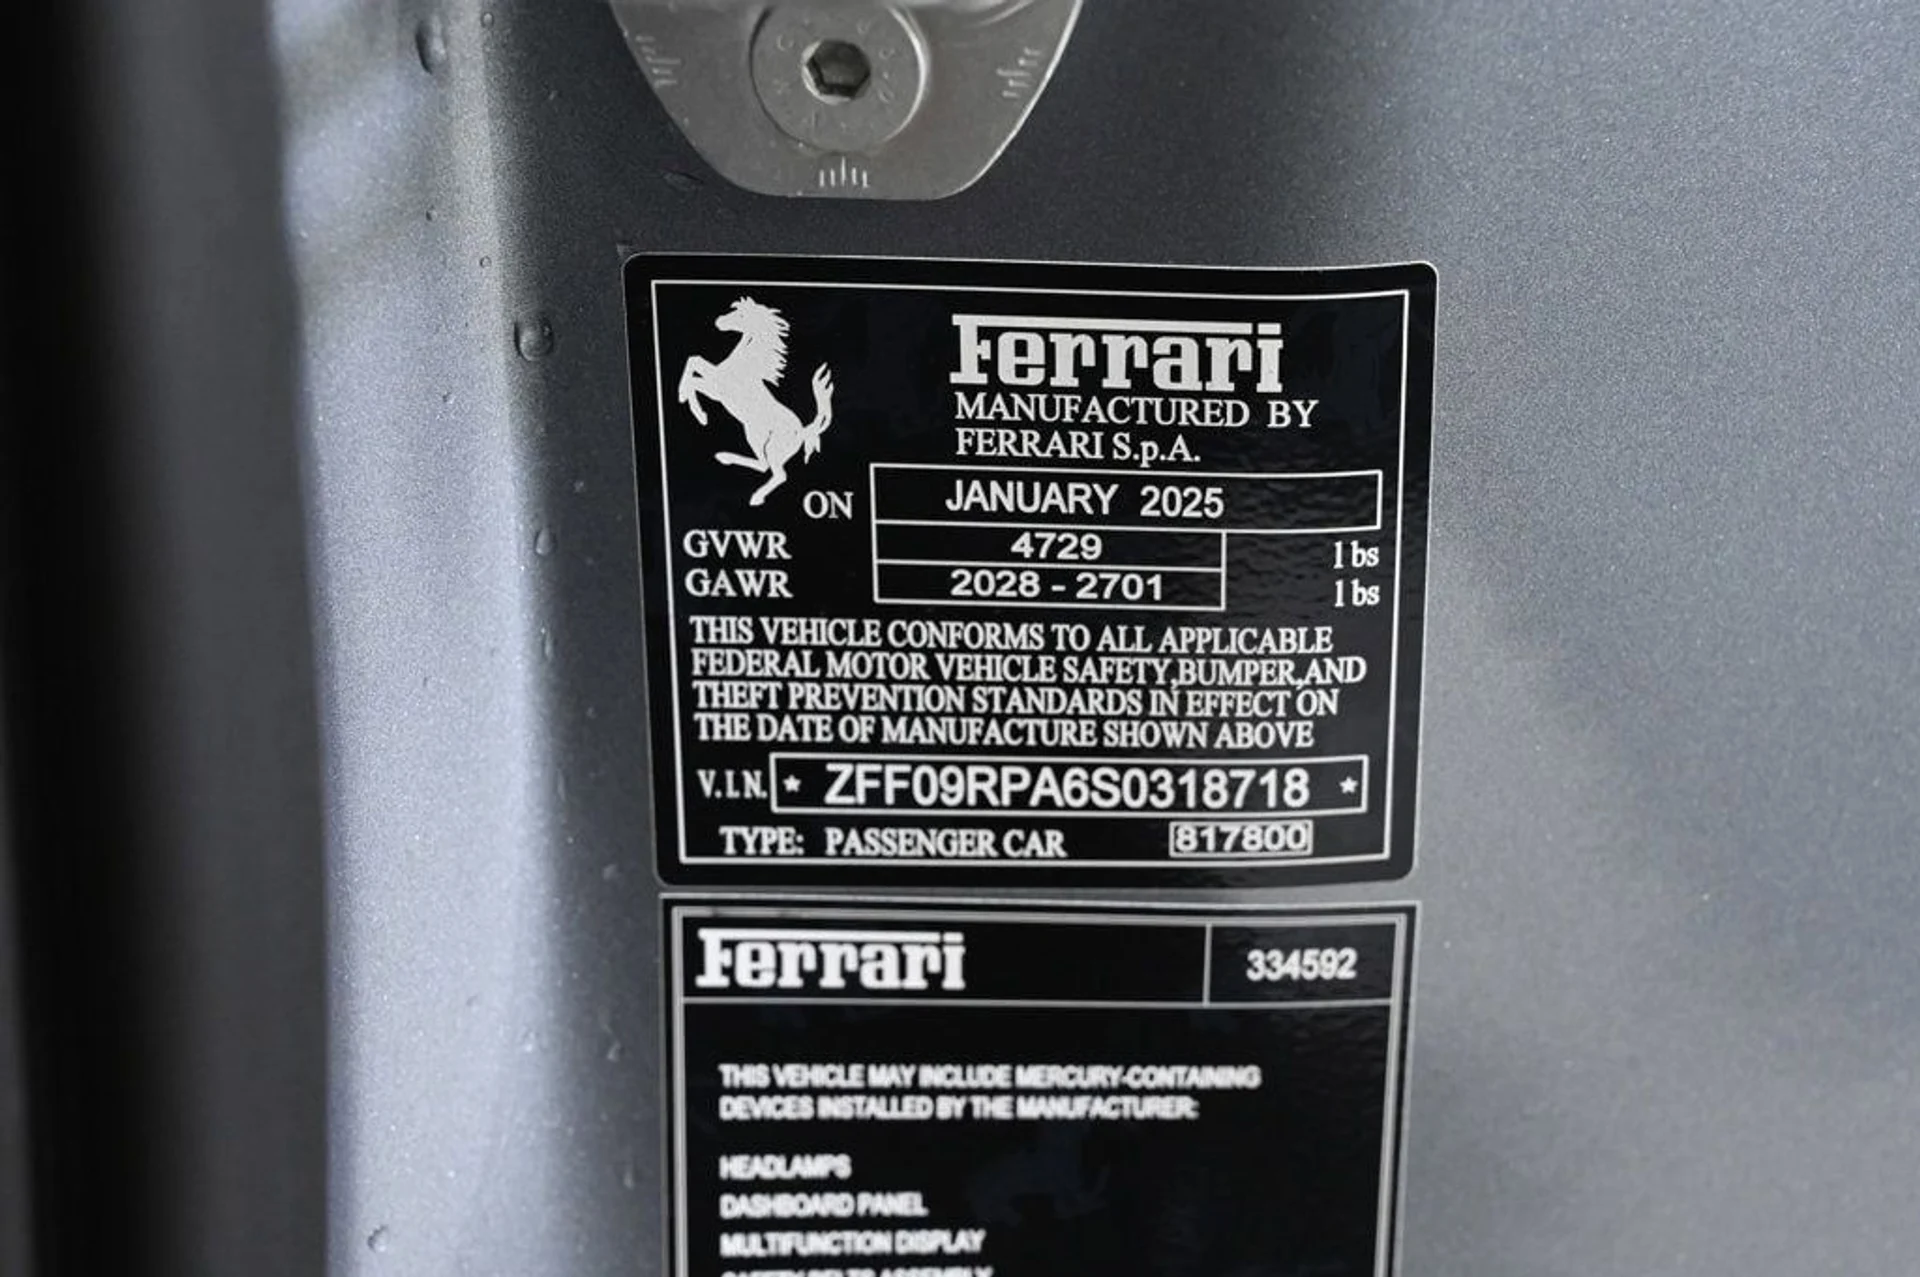 Ferrari
MANUFACTURED BY
FERRARI S.p.A.
ON JANUARY 2025
GVWR 4729 lbs
GAWR 2028 - 2701 lbs
THIS VEHICLE CONFORMS TO ALL APPLICABLE
FEDERAL MOTOR VEHICLE SAFETY,BUMPER,AND
THEFT PREVENTION STANDARDS IN EFFECT ON
THE DATE OF MANUFACTURE SHOWN ABOVE
V.I.N. * ZFF09RPA6S0318718 *
TYPE: PASSENGER CAR 817800
Ferrari 334592
THIS VEHICLE MAY INCLUDE MERCURY-CONTAINING
DEVICES INSTALLED BY THE MANUFACTURER:
HEADLAMPS
DASHBOARD PANEL
MULTIFUNCTION DISPLAY
SAFETY BELTS ASSEMBLY